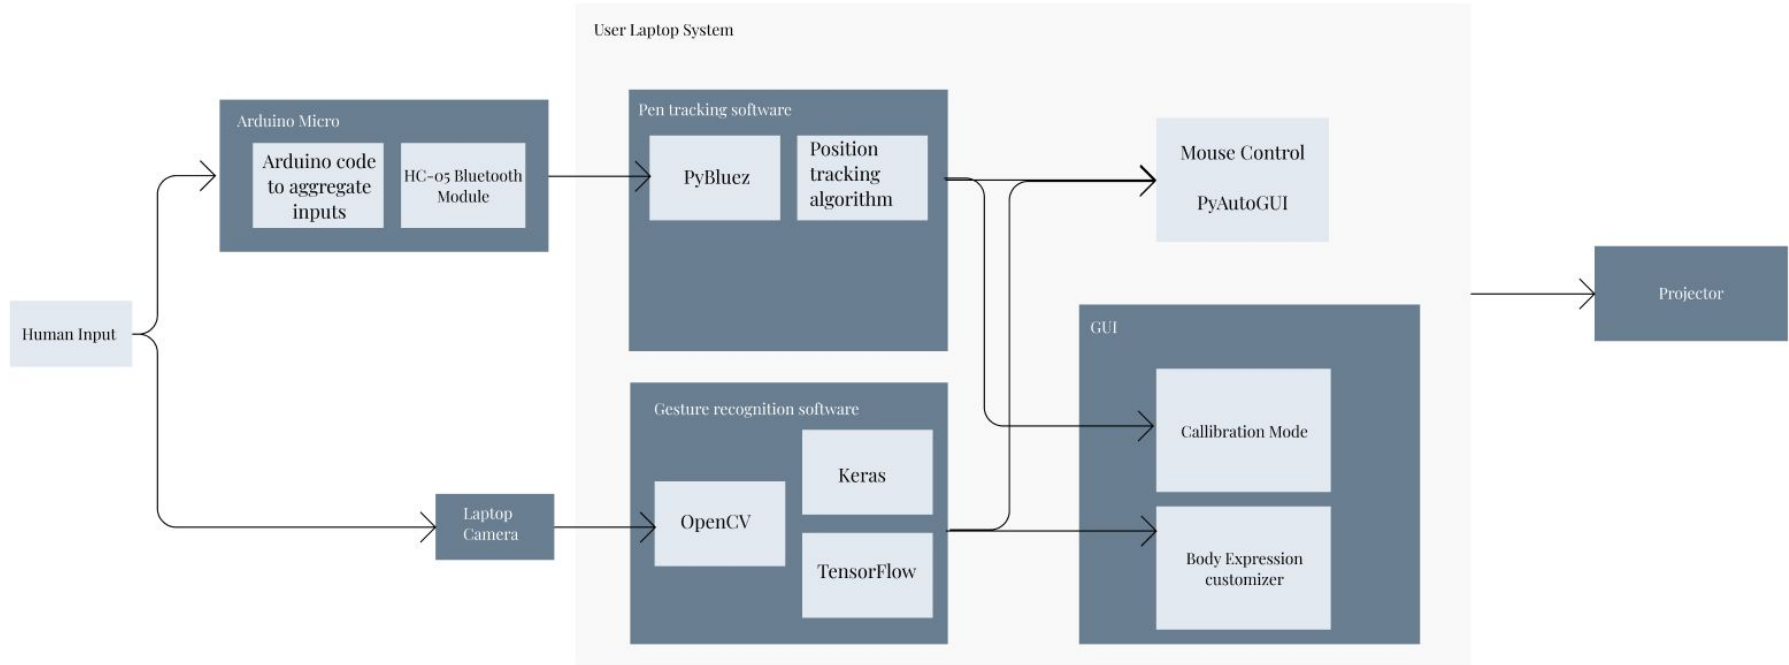 User Laptop System
Human Input
Arduino Micro
Arduino code
to aggregate
inputs
HC-05 Bluetooth
Module
Laptop
Camera
Pen tracking software
PyBluez
Position
tracking
algorithm
Gesture recognition software
OpenCV
Keras
TensorFlow
Mouse Control
PyAutoGUI
GUI
Callibration Mode
Body Expression
customizer
Projector